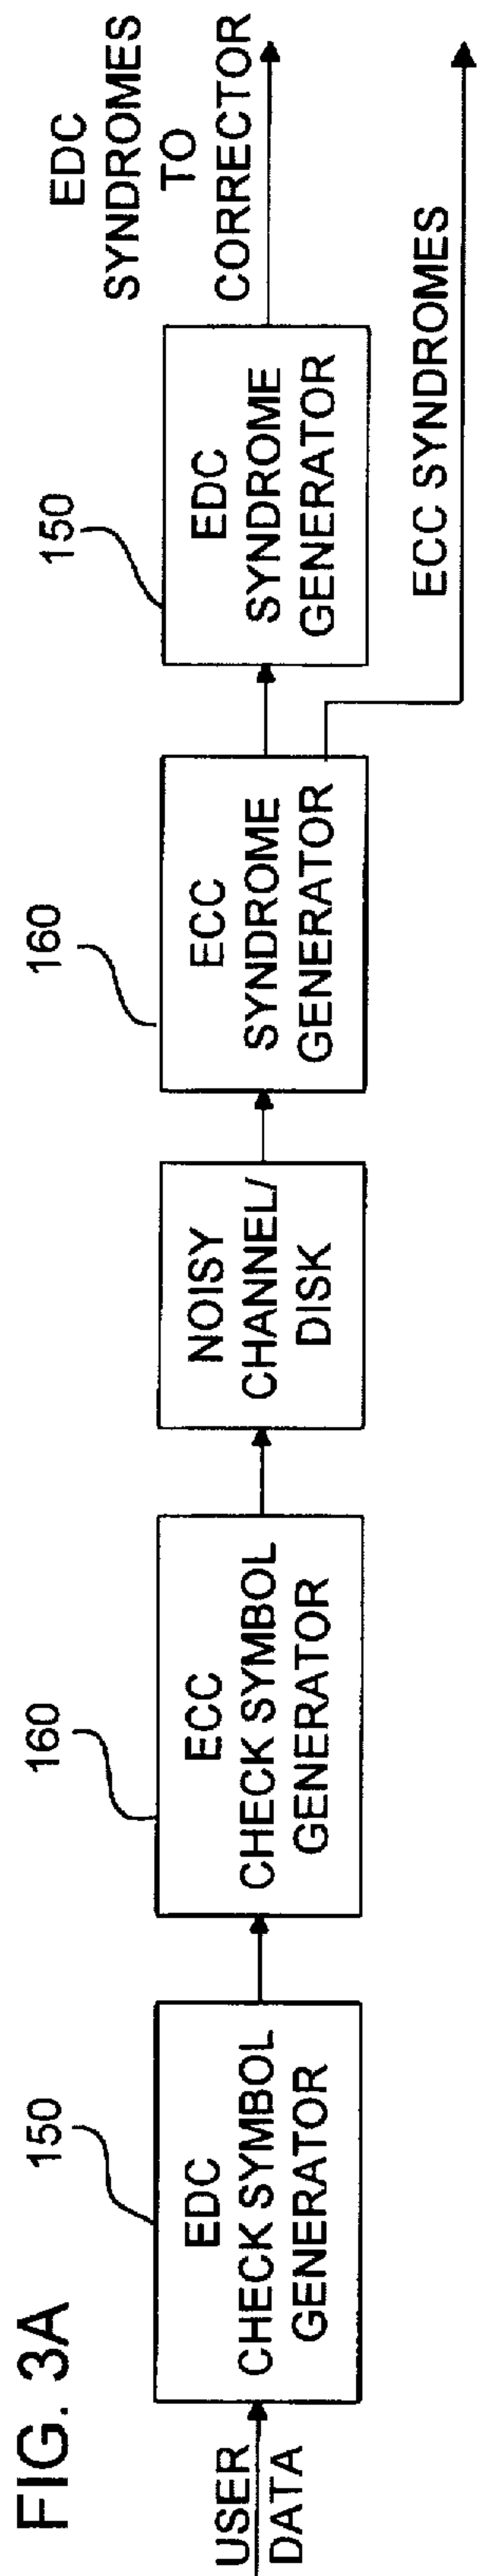 FIG. 3A
USER
DATA
150
EDC
CHECK SYMBOL
GENERATOR
160
ECC
CHECK SYMBOL
GENERATOR
NOISY
CHANNEL/
DISK
160
ECC
SYNDROME
GENERATOR
150
EDC
SYNDROME
GENERATOR
EDC
SYNDROMES
TO
CORRECTOR
ECC SYNDROMES